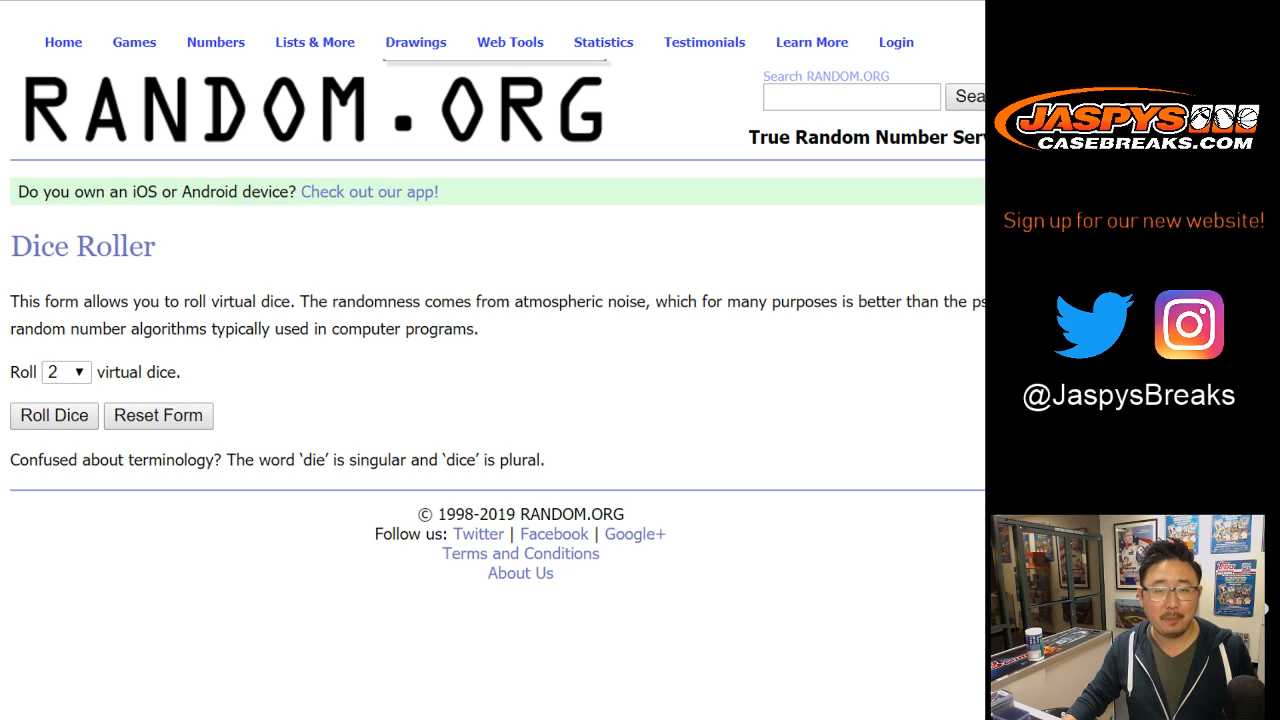 Home Games Numbers Lists & More Drawings Web Tools Statistics Testimonials Learn More Login
RANDOM.ORG
Search RANDOM.ORG
Sea
True Random Number Ser
Do you own an iOS or Android device? Check out our app!
Dice Roller
This form allows you to roll virtual dice. The randomness comes from atmospheric noise, which for many purposes is better than the ps
random number algorithms typically used in computer programs.
Roll 2 ▼ virtual dice.
Roll Dice Reset Form
Confused about terminology? The word ‘die’ is singular and ‘dice’ is plural.
© 1998-2019 RANDOM.ORG
Follow us: Twitter | Facebook | Google+
Terms and Conditions
About Us
JASPYS
CASEBREAKS.COM
Sign up for our new website!
@JaspysBreaks